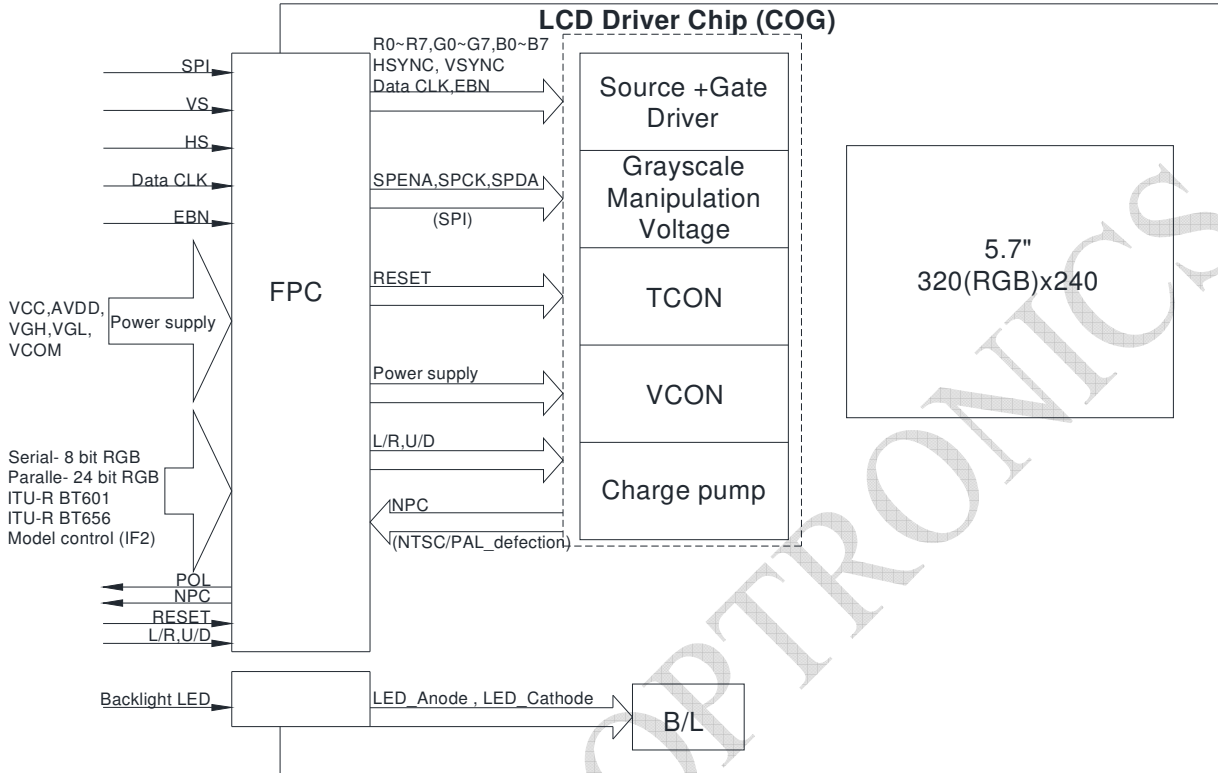 LCD Driver Chip (COG)
SPI
VS
HS
Data CLK
EBN
VCC,AVDD,
VGH,VGL,
VCOM
Power supply
Serial- 8 bit RGB
Paralle- 24 bit RGB
ITU-R BT601
ITU-R BT656
Model control (IF2)
POL
NPC
RESET
L/R,U/D
Backlight LED
FPC
R0~R7,G0~G7,B0~B7
HSYNC, VSYNC
Data CLK,EBN
SPENA,SPCK,SPDA
(SPI)
RESET
Power supply
L/R,U/D
NPC
(NTSC/PAL_defection)
LED_Anode , LED_Cathode
Source +Gate
Driver
Grayscale
Manipulation
Voltage
TCON
VCON
Charge pump
B/L
5.7"
320(RGB)x240
OPTRONICS